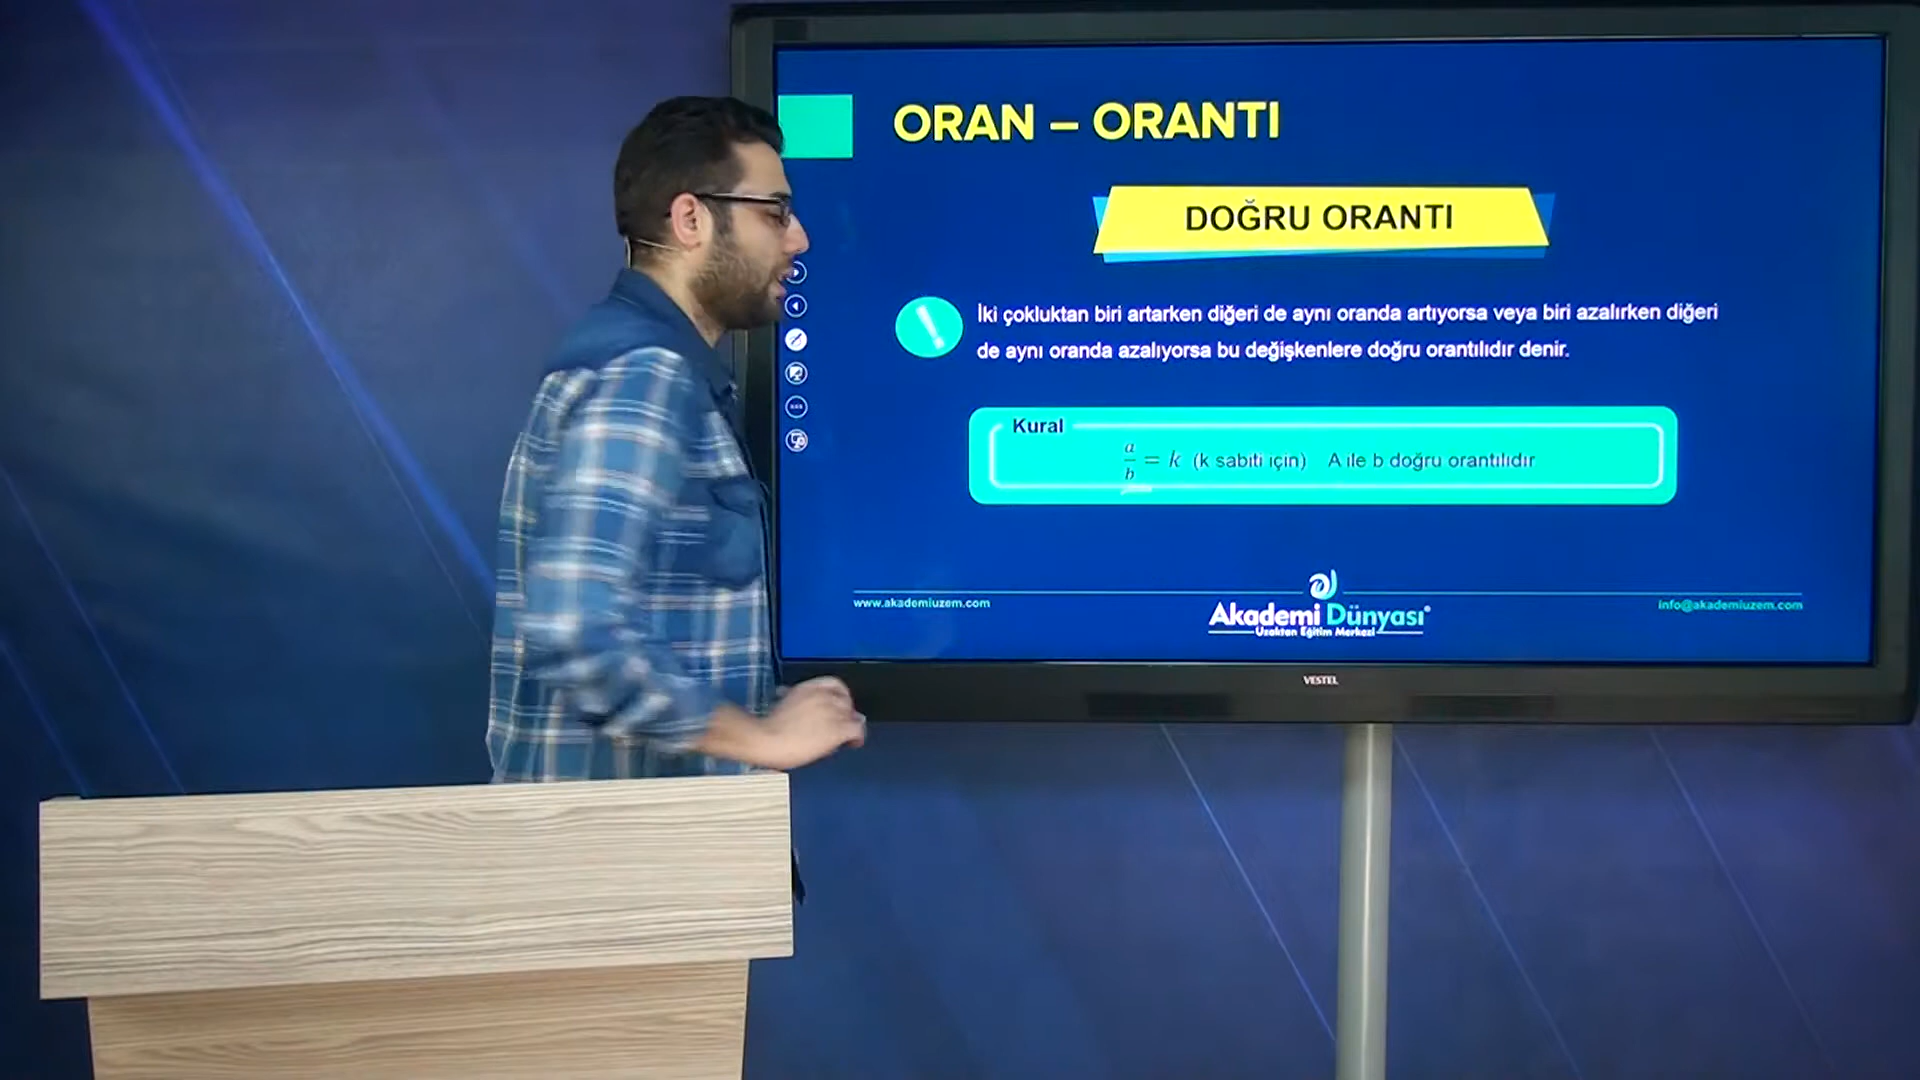 ORAN – ORANTI
DOĞRU ORANTI
İki çokluktan biri artarken diğeri de aynı oranda artıyorsa veya biri azalırken diğeri
de aynı oranda azalıyorsa bu değişkenlere doğru orantılıdır denir.
Kural
a/b = k (k sabiti için) A ile b doğru orantılıdır
www.akademiuzem.com
Akademi Dünyası®
Uzaktan Eğitim Merkezi
info@akademiuzem.com
VESTEL